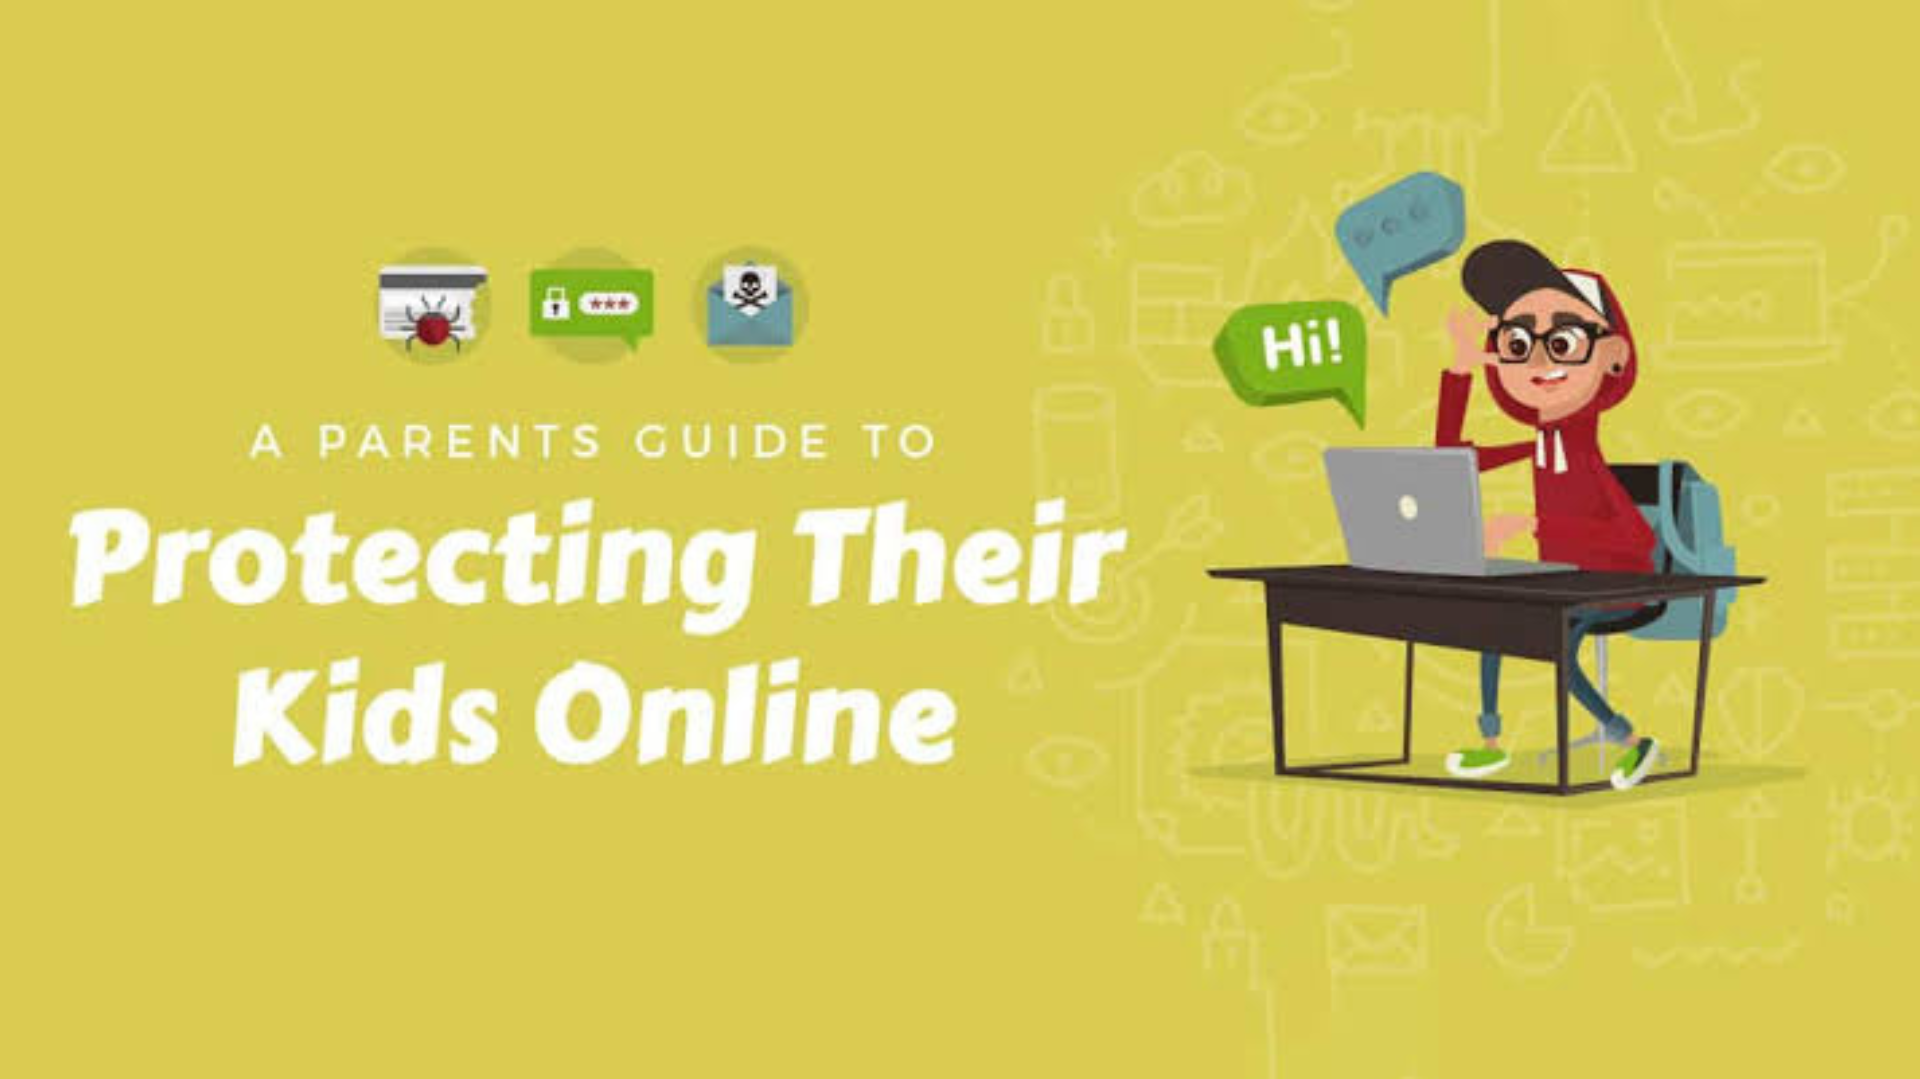 A PARENTS GUIDE TO
Protecting Their
Kids Online
Hi!
***